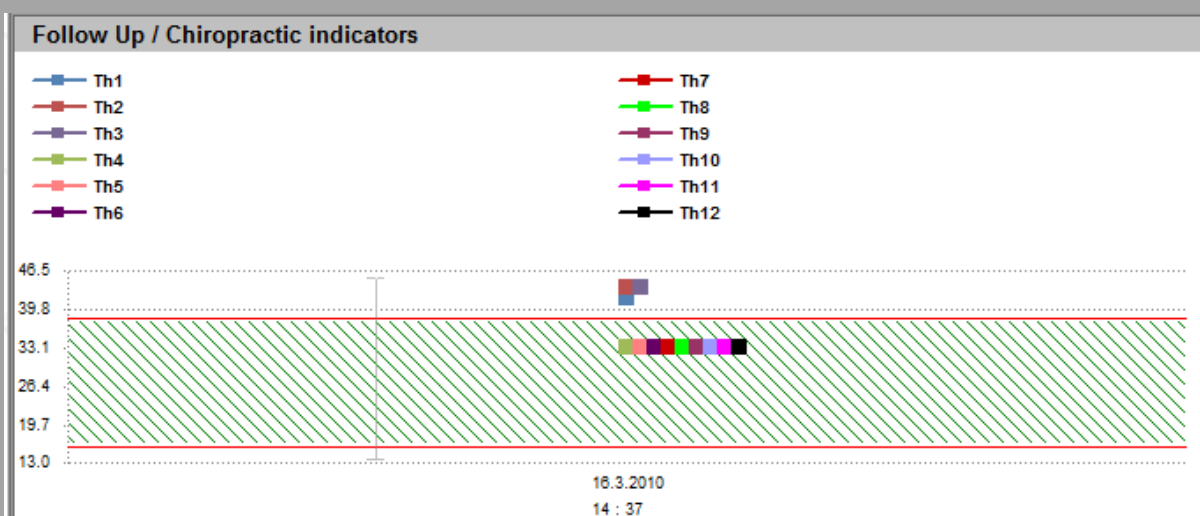 Follow Up / Chiropractic indicators
Th1
Th2
Th3
Th4
Th5
Th6
Th7
Th8
Th9
Th10
Th11
Th12
46.5
39.8
33.1
26.4
19.7
13.0
16.3.2010
14 : 37